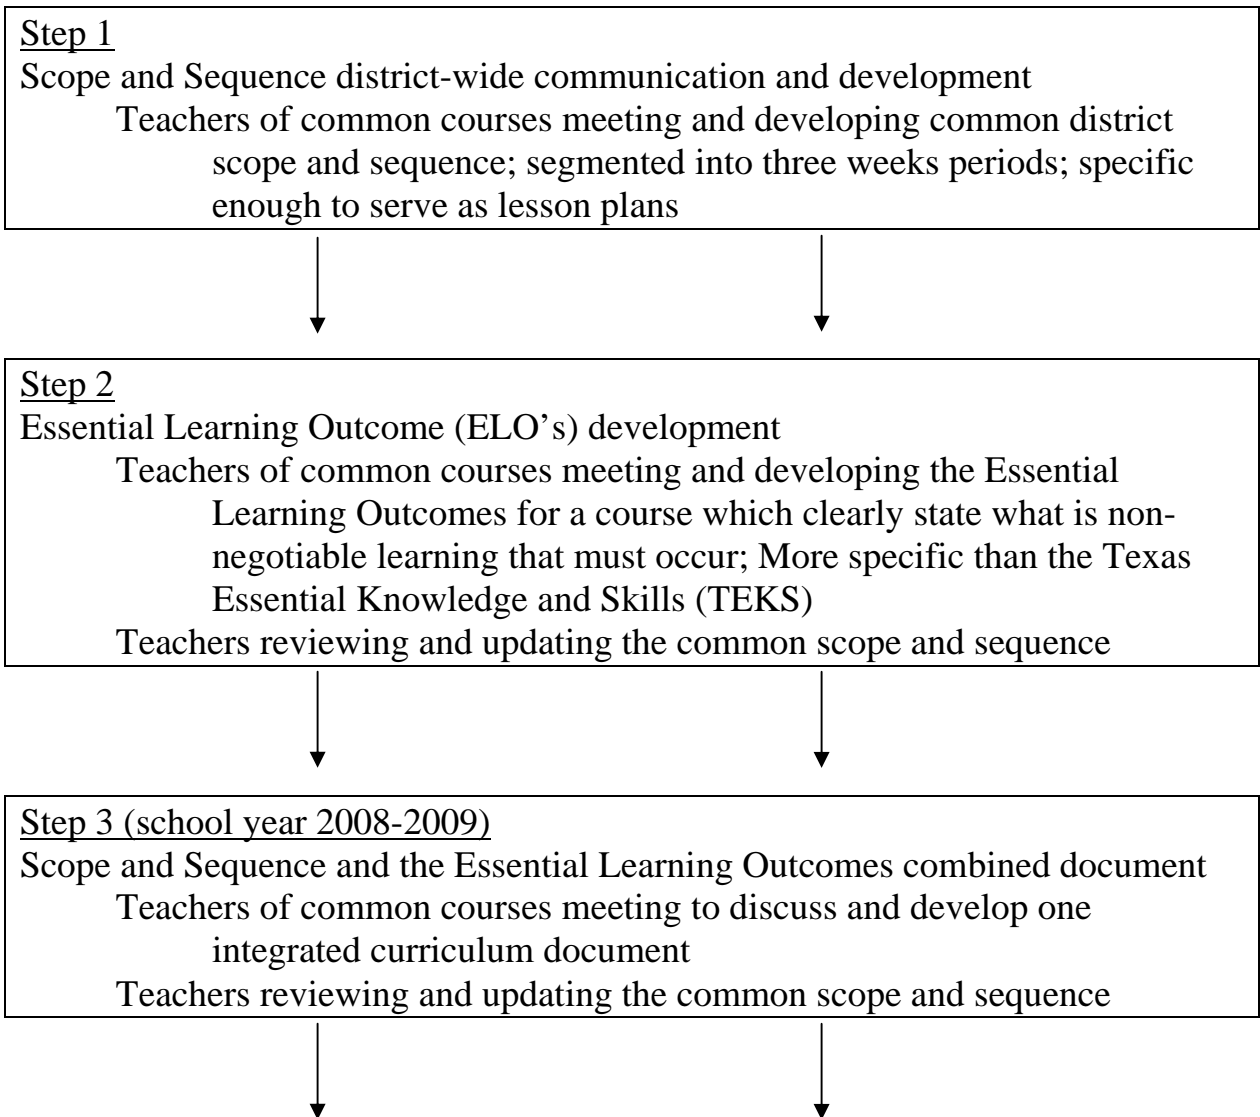 Step 1
Scope and Sequence district-wide communication and development
Teachers of common courses meeting and developing common district
scope and sequence; segmented into three weeks periods; specific
enough to serve as lesson plans
Step 2
Essential Learning Outcome (ELO’s) development
Teachers of common courses meeting and developing the Essential
Learning Outcomes for a course which clearly state what is non-
negotiable learning that must occur; More specific than the Texas
Essential Knowledge and Skills (TEKS)
Teachers reviewing and updating the common scope and sequence
Step 3 (school year 2008-2009)
Scope and Sequence and the Essential Learning Outcomes combined document
Teachers of common courses meeting to discuss and develop one
integrated curriculum document
Teachers reviewing and updating the common scope and sequence